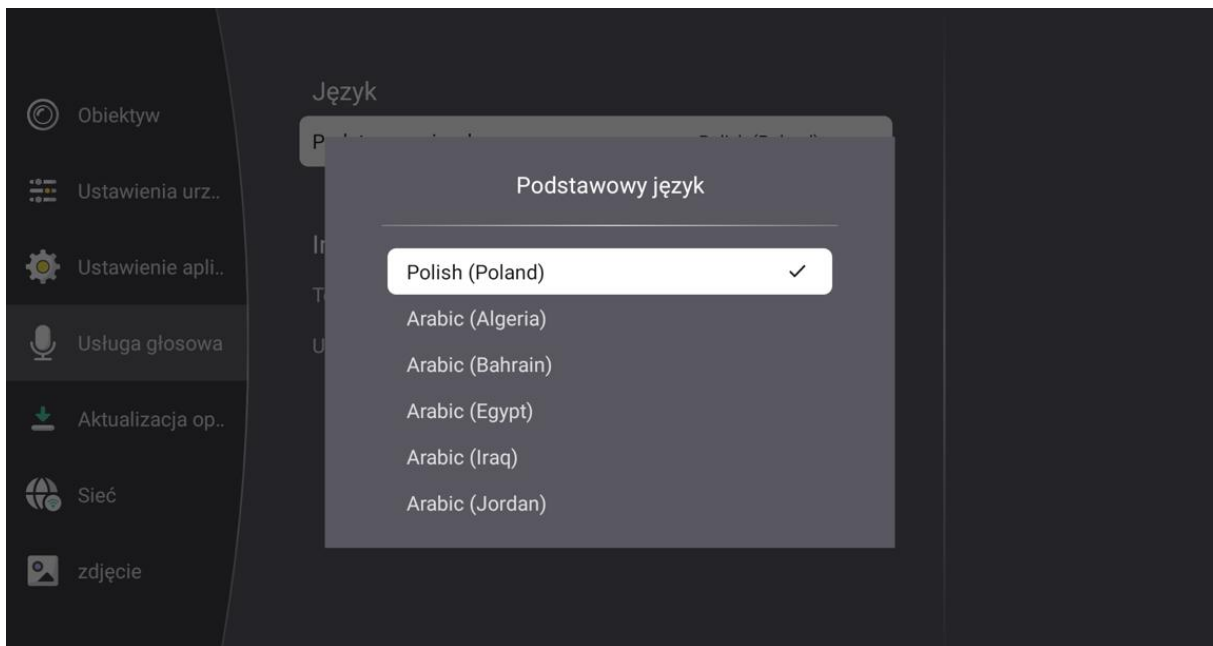 Obiektyw
Ustawienia urz..
Ustawienie apli..
Usługa głosowa
Aktualizacja op..
Sieć
zdjęcie
Język
Podstawowy język
Polish (Poland)
Arabic (Algeria)
Arabic (Bahrain)
Arabic (Egypt)
Arabic (Iraq)
Arabic (Jordan)